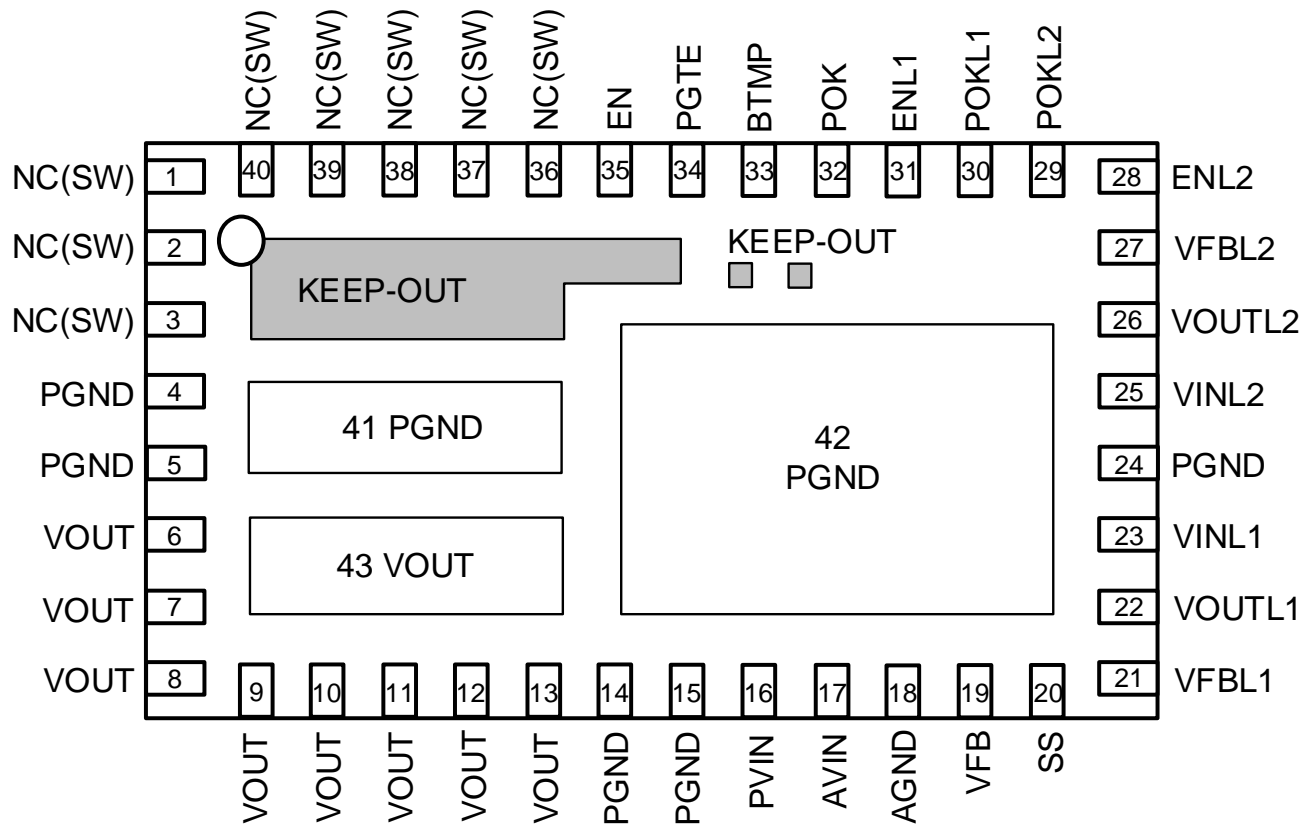 NC(SW)
NC(SW)
NC(SW)
NC(SW)
NC(SW)
EN
PGTE
BTMP
POK
ENL1
POKL1
POKL2
40
39
38
37
36
35
34
33
32
31
30
29
NC(SW) 1
28 ENL2
NC(SW) 2
KEEP-OUT
27 VFBL2
KEEP-OUT
NC(SW) 3
26 VOUTL2
PGND 4
25 VINL2
41 PGND
42
PGND
PGND 5
24 PGND
VOUT 6
23 VINL1
43 VOUT
VOUT 7
22 VOUTL1
VOUT 8
21 VFBL1
9
10
11
12
13
14
15
16
17
18
19
20
VOUT
VOUT
VOUT
VOUT
VOUT
PGND
PGND
PVIN
AVIN
AGND
VFB
SS